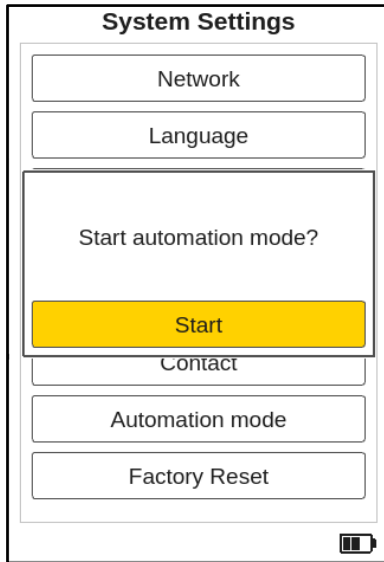 System Settings
Network
Language
Start automation mode?
Start
Contact
Automation mode
Factory Reset